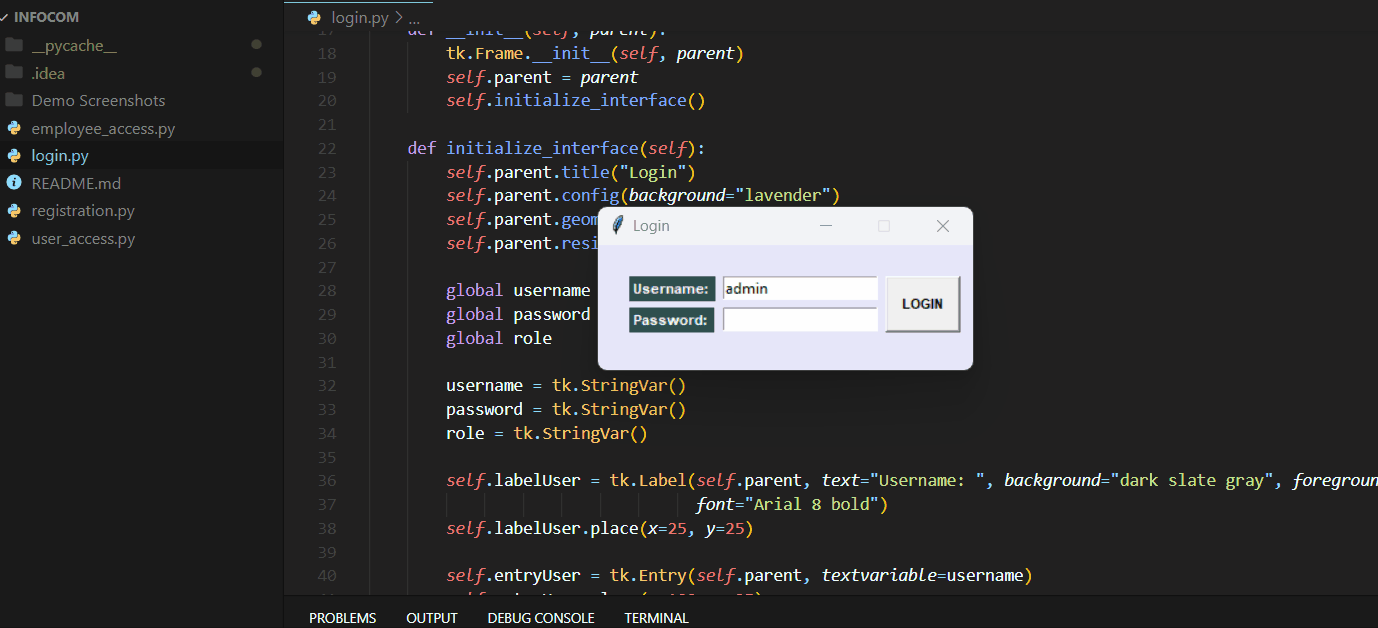 INFOCOM
__pycache__
.idea
Demo Screenshots
employee_access.py
login.py
README.md
registration.py
user_access.py
login.py > ...
17 def __init__(self, parent):
18 tk.Frame.__init__(self, parent)
19 self.parent = parent
20 self.initialize_interface()
21
22 def initialize_interface(self):
23 self.parent.title("Login")
24 self.parent.config(background="lavender")
25 self.parent.geom
26 self.parent.resi
27
28 global username
29 global password
30 global role
31
32 username = tk.StringVar()
33 password = tk.StringVar()
34 role = tk.StringVar()
35
36 self.labelUser = tk.Label(self.parent, text="Username: ", background="dark slate gray", foregroun
37 font="Arial 8 bold")
38 self.labelUser.place(x=25, y=25)
39
40 self.entryUser = tk.Entry(self.parent, textvariable=username)
Login
Username: admin
Password:
LOGIN
PROBLEMS OUTPUT DEBUG CONSOLE TERMINAL